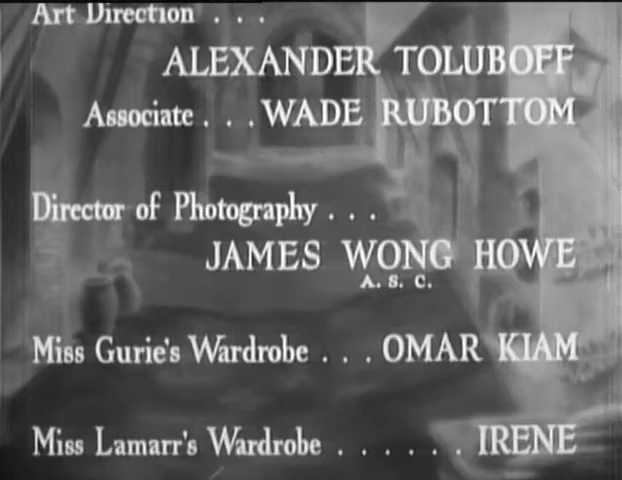 Art Direction . . .
ALEXANDER TOLUBOFF
Associate . . . WADE RUBOTTOM
Director of Photography . . .
JAMES WONG HOWE
A. S. C.
Miss Gurie's Wardrobe . . . OMAR KIAM
Miss Lamarr's Wardrobe . . . . . . IRENE